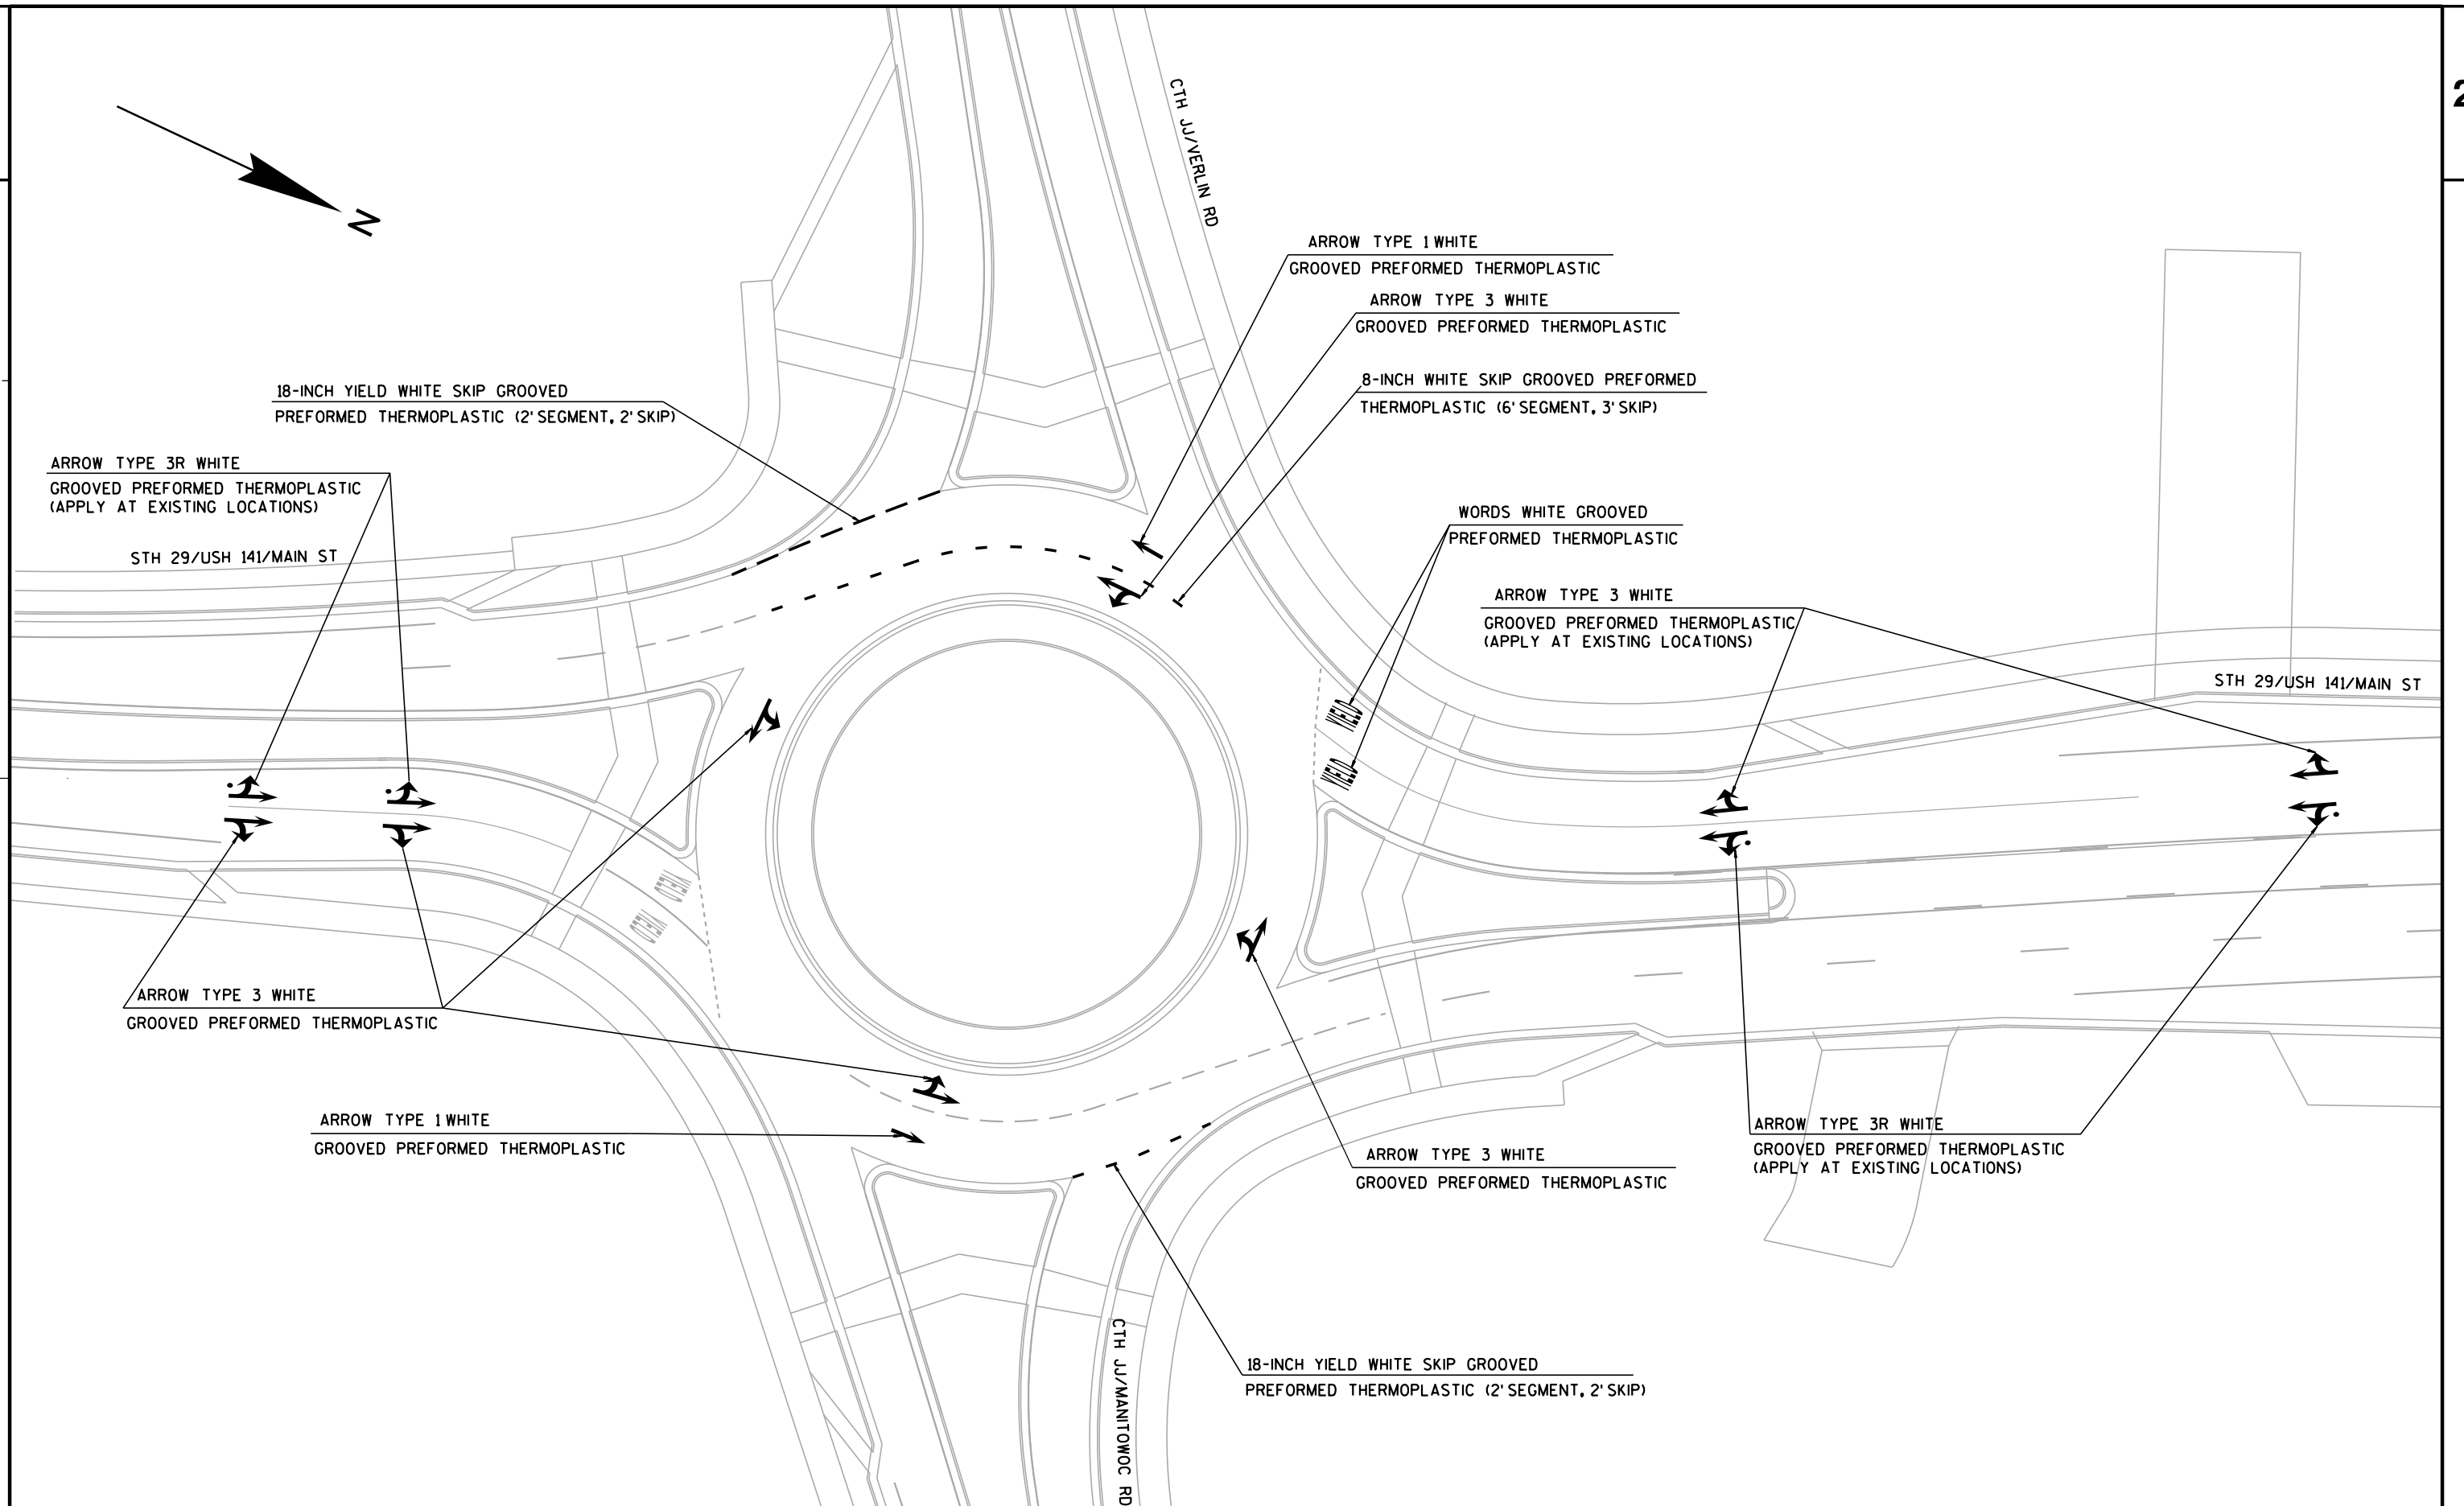 2
CTH JJ/VERLIN RD
N
ARROW TYPE 1 WHITE
GROOVED PREFORMED THERMOPLASTIC
ARROW TYPE 3 WHITE
GROOVED PREFORMED THERMOPLASTIC
8-INCH WHITE SKIP GROOVED PREFORMED
THERMOPLASTIC (6' SEGMENT, 3' SKIP)
18-INCH YIELD WHITE SKIP GROOVED
PREFORMED THERMOPLASTIC (2' SEGMENT, 2' SKIP)
ARROW TYPE 3R WHITE
GROOVED PREFORMED THERMOPLASTIC
(APPLY AT EXISTING LOCATIONS)
STH 29/USH 141/MAIN ST
WORDS WHITE GROOVED
PREFORMED THERMOPLASTIC
ARROW TYPE 3 WHITE
GROOVED PREFORMED THERMOPLASTIC
(APPLY AT EXISTING LOCATIONS)
STH 29/USH 141/MAIN ST
ARROW TYPE 3 WHITE
GROOVED PREFORMED THERMOPLASTIC
ARROW TYPE 1 WHITE
GROOVED PREFORMED THERMOPLASTIC
ARROW TYPE 3 WHITE
GROOVED PREFORMED THERMOPLASTIC
ARROW TYPE 3R WHITE
GROOVED PREFORMED THERMOPLASTIC
(APPLY AT EXISTING LOCATIONS)
18-INCH YIELD WHITE SKIP GROOVED
PREFORMED THERMOPLASTIC (2' SEGMENT, 2' SKIP)
CTH JJ/MANITOWOC RD